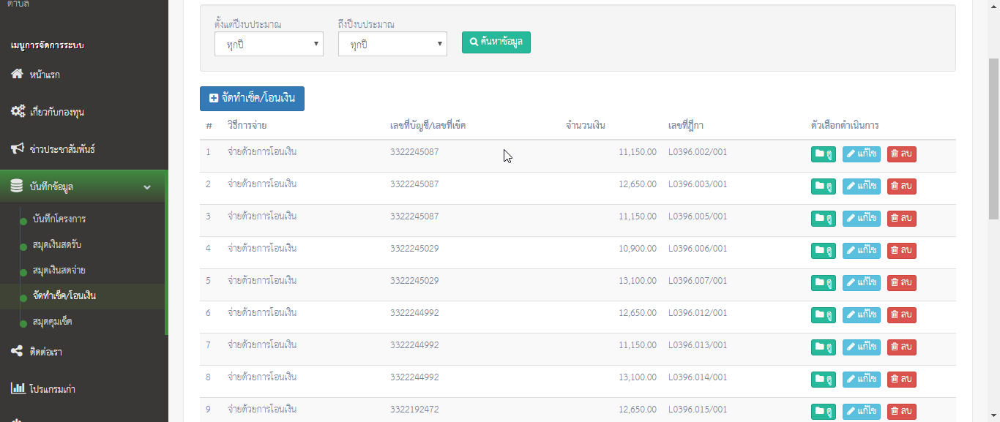 ตำบล
เมนูการจัดการระบบ
หน้าแรก
เกี่ยวกับกองทุน
ข่าวประชาสัมพันธ์
บันทึกข้อมูล
บันทึกโครงการ
สมุดเงินสดรับ
สมุดเงินสดจ่าย
จัดทำเช็ค/โอนเงิน
สมุดคุมเช็ค
ติดต่อเรา
โปรแกรมเก่า
ตั้งแต่ปีงบประมาณ ถึงปีงบประมาณ
ทุกปี ทุกปี ค้นหาข้อมูล
จัดทำเช็ค/โอนเงิน
# วิธีการจ่าย เลขที่บัญชี/เลขที่เช็ค จำนวนเงิน เลขที่ฎีกา ตัวเลือกดำเนินการ
1 จ่ายด้วยการโอนเงิน 3322245087 11,150.00 L0396.002/001 ดู แก้ไข ลบ
2 จ่ายด้วยการโอนเงิน 3322245087 12,650.00 L0396.003/001 ดู แก้ไข ลบ
3 จ่ายด้วยการโอนเงิน 3322245087 11,150.00 L0396.005/001 ดู แก้ไข ลบ
4 จ่ายด้วยการโอนเงิน 3322245029 10,900.00 L0396.006/001 ดู แก้ไข ลบ
5 จ่ายด้วยการโอนเงิน 3322245029 13,100.00 L0396.007/001 ดู แก้ไข ลบ
6 จ่ายด้วยการโอนเงิน 3322244992 12,650.00 L0396.012/001 ดู แก้ไข ลบ
7 จ่ายด้วยการโอนเงิน 3322244992 11,150.00 L0396.013/001 ดู แก้ไข ลบ
8 จ่ายด้วยการโอนเงิน 3322244992 13,100.00 L0396.014/001 ดู แก้ไข ลบ
9 จ่ายด้วยการโอนเงิน 3322192472 12,650.00 L0396.015/001 ดู แก้ไข ลบ